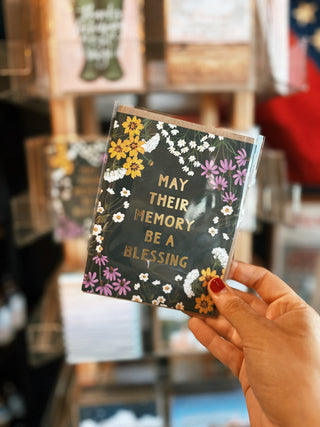 MAY
THEIR
MEMORY
BE A
BLESSING